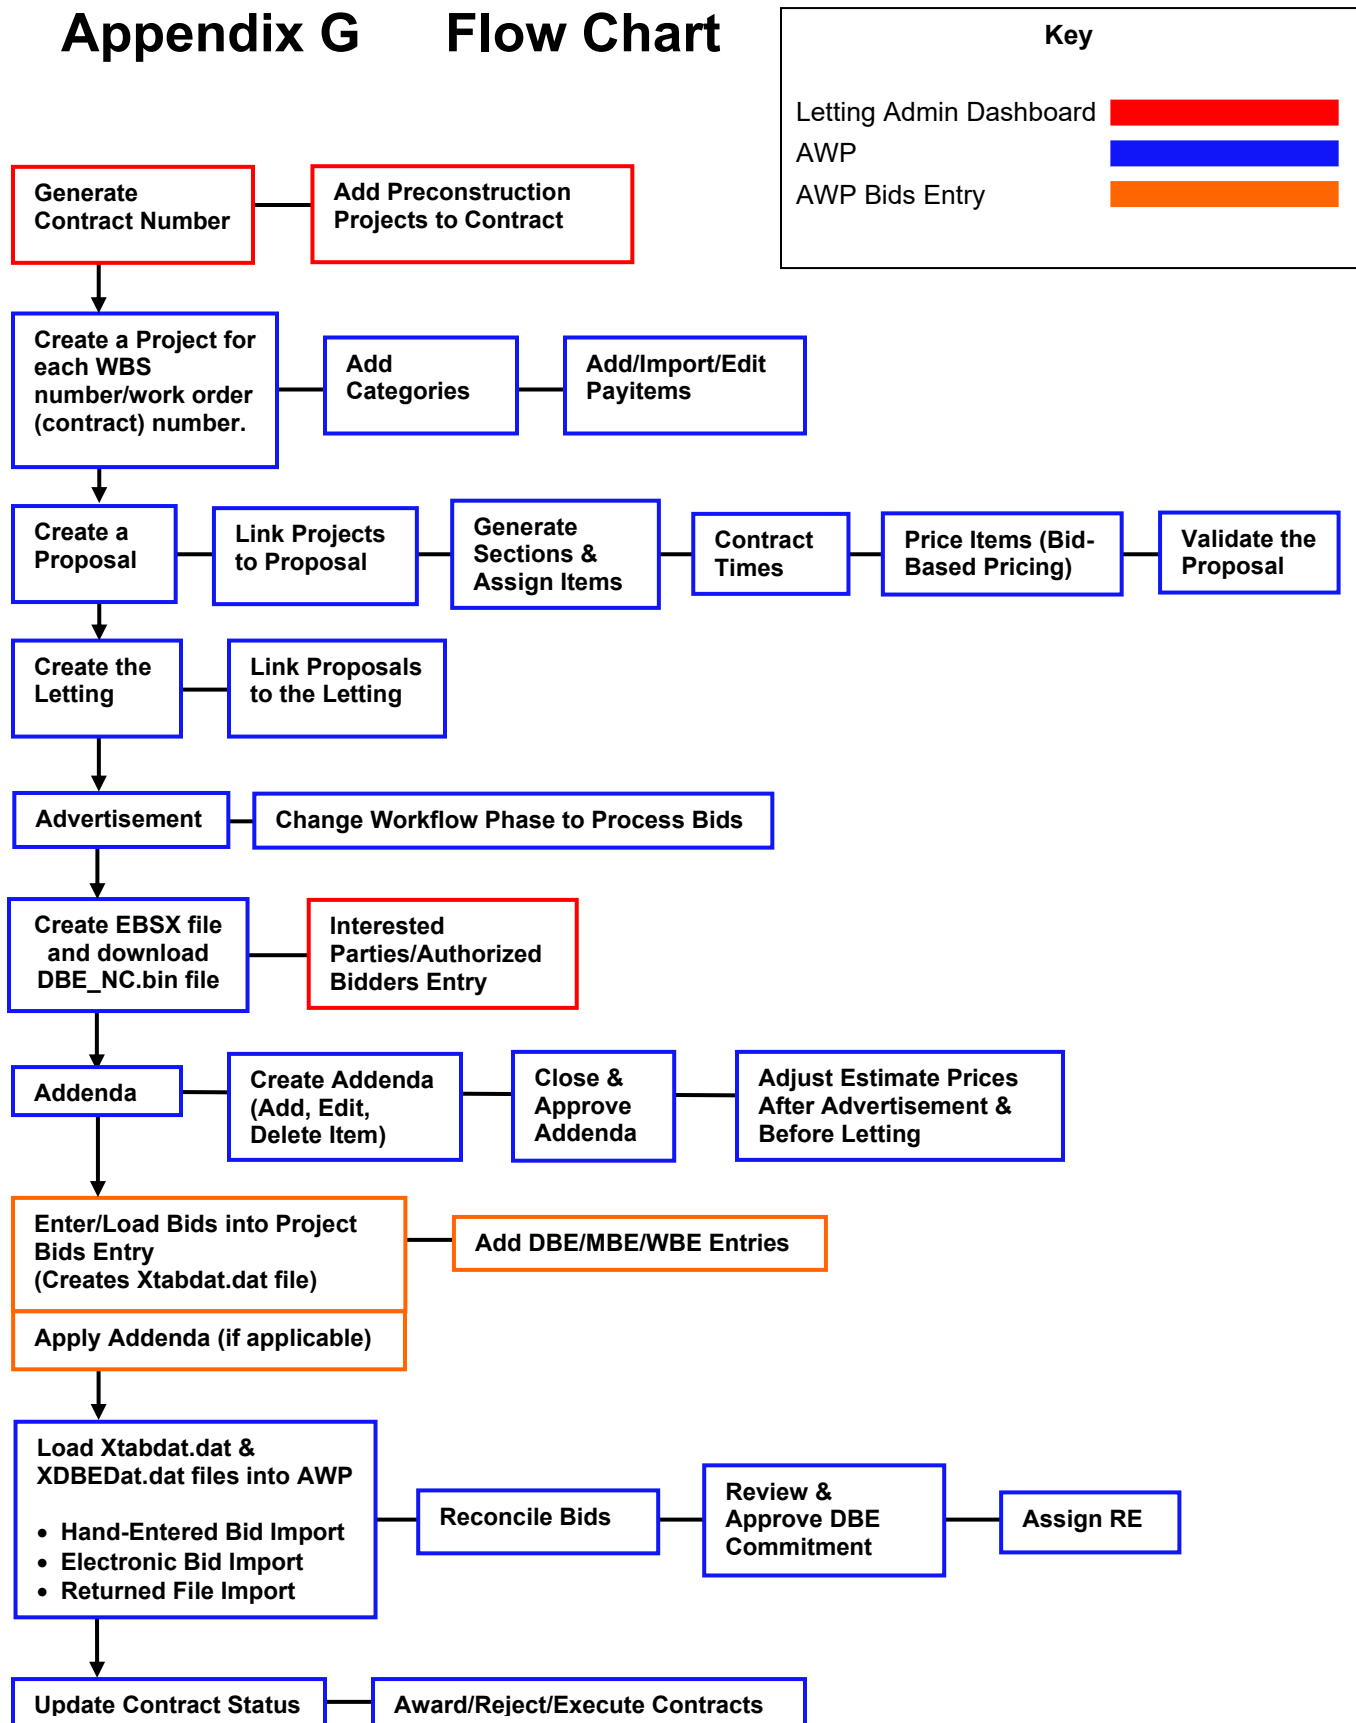 Appendix G Flow Chart
Key
Letting Admin Dashboard
AWP
AWP Bids Entry
Generate
Contract Number
Add Preconstruction
Projects to Contract
Create a Project for
each WBS
number/work order
(contract) number.
Add
Categories
Add/Import/Edit
Payitems
Create a
Proposal
Link Projects
to Proposal
Generate
Sections &
Assign Items
Contract
Times
Price Items (Bid-
Based Pricing)
Validate the
Proposal
Create the
Letting
Link Proposals
to the Letting
Advertisement
Change Workflow Phase to Process Bids
Create EBSX file
and download
DBE_NC.bin file
Interested
Parties/Authorized
Bidders Entry
Addenda
Create Addenda
(Add, Edit,
Delete Item)
Close &
Approve
Addenda
Adjust Estimate Prices
After Advertisement &
Before Letting
Enter/Load Bids into Project
Bids Entry
(Creates Xtabdat.dat file)
Add DBE/MBE/WBE Entries
Apply Addenda (if applicable)
Load Xtabdat.dat &
XDBEDat.dat files into AWP
• Hand-Entered Bid Import
• Electronic Bid Import
• Returned File Import
Reconcile Bids
Review &
Approve DBE
Commitment
Assign RE
Update Contract Status
Award/Reject/Execute Contracts